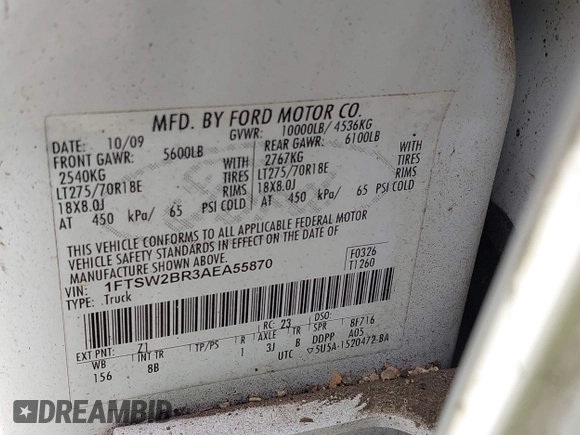 MFD. BY FORD MOTOR CO.
DATE: 10/09 GVWR: 10000LB/ 4536KG
FRONT GAWR: 5600LB REAR GAWR: 6100LB
2540KG WITH 2767KG WITH
LT275/70R18E TIRES LT275/70R18E TIRES
18X8.0J RIMS 18X8.0J RIMS
AT 450 kPa/ 65 PSI COLD AT 450 kPa/ 65 PSI COLD
THIS VEHICLE CONFORMS TO ALL APPLICABLE FEDERAL MOTOR
VEHICLE SAFETY STANDARDS IN EFFECT ON THE DATE OF
MANUFACTURE SHOWN ABOVE.
VIN: 1FTSW2BR3AEA55870 F0326
TYPE: Truck T1260
EXT PNT: Z1 RC: 23 DSO:
WB INT TR TP/PS R AXLE TR SPR 8F716
156 8B 1 3J B DDPP A05
UTC ▽5U5A-1520472-BA
DREAMBID